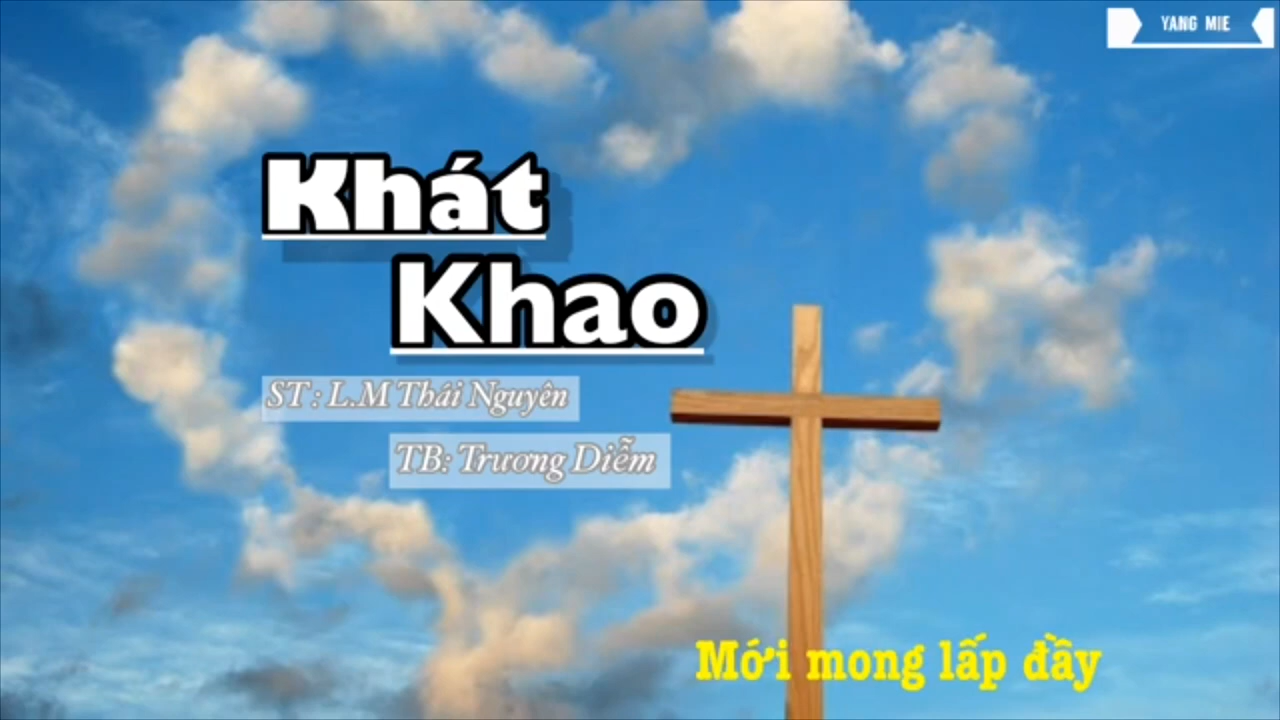 YANG MIE
Khát
Khao
ST : L.M Thái Nguyên
TB: Trương Diễm
Mới mong lấp đầy